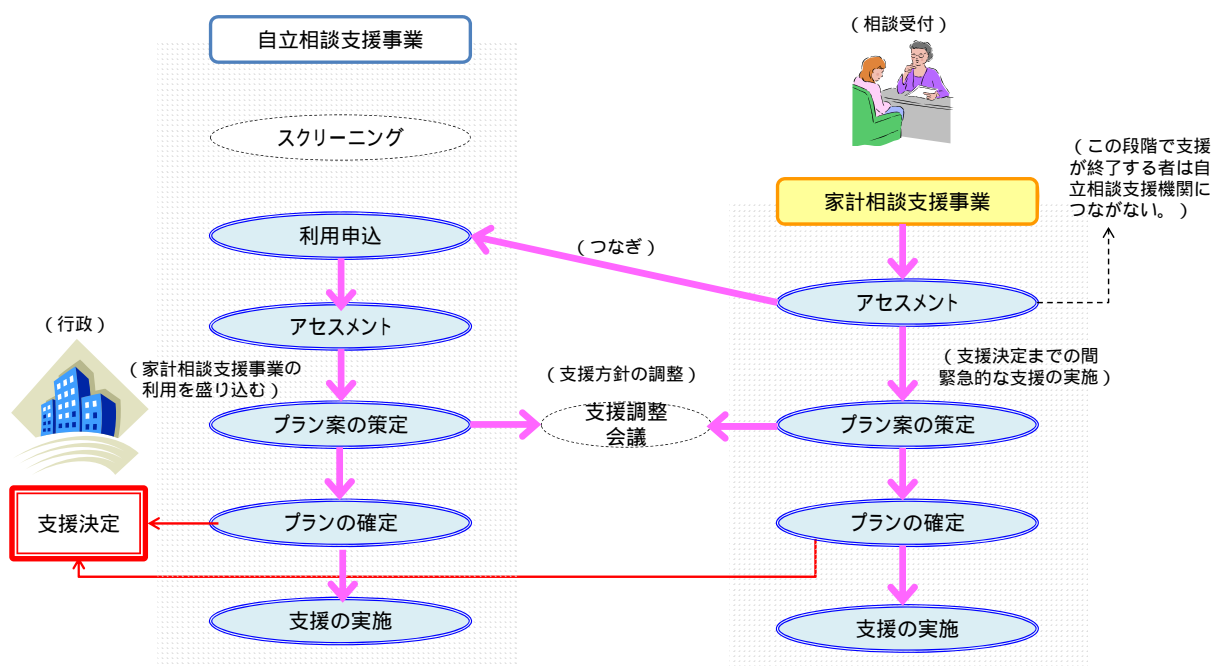 自立相談支援事業
（相談受付）
スクリーニング
（この段階で支援
が終了する者は自
立相談支援機関に
つながない。）
家計相談支援事業
利用申込
（つなぎ）
アセスメント
アセスメント
（行政）
（家計相談支援事業の
利用を盛り込む）
（支援方針の調整）
（支援決定までの間
緊急的な支援の実施）
プラン案の策定
支援調整
会議
プラン案の策定
支援決定
プランの確定
プランの確定
支援の実施
支援の実施